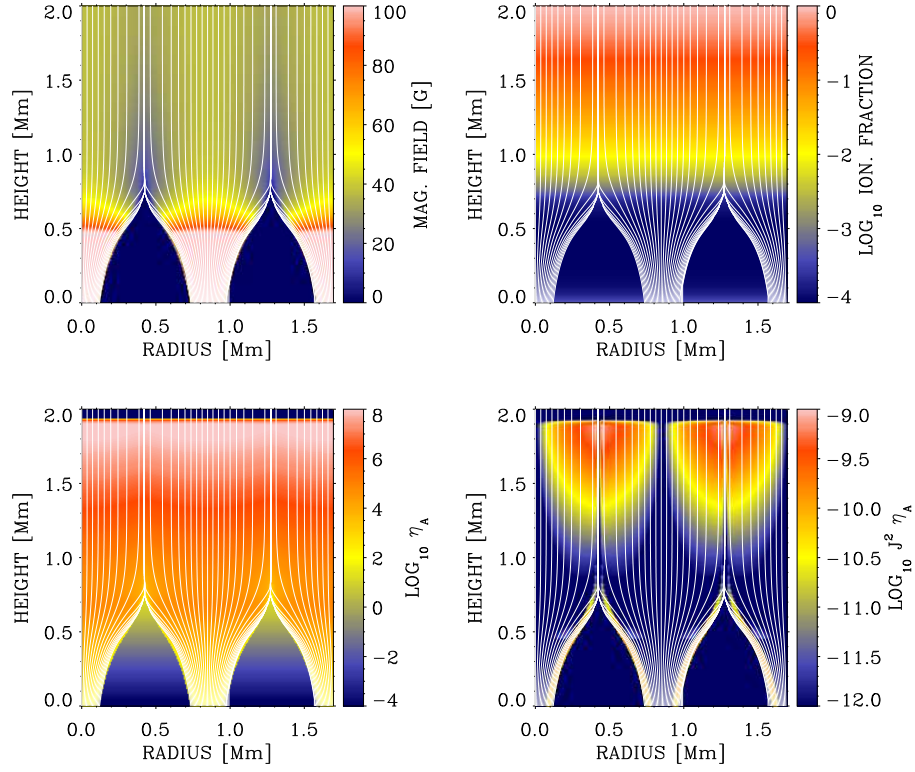 2.0
1.5
1.0
0.5
0.0
HEIGHT [Mm]
0.0 0.5 1.0 1.5
RADIUS [Mm]
100
80
60
40
20
0
MAG. FIELD [G]
2.0
1.5
1.0
0.5
0.0
HEIGHT [Mm]
0.0 0.5 1.0 1.5
RADIUS [Mm]
0
−1
−2
−3
−4
LOG₁₀ ION. FRACTION
2.0
1.5
1.0
0.5
0.0
HEIGHT [Mm]
0.0 0.5 1.0 1.5
RADIUS [Mm]
8
6
4
2
0
−2
−4
LOG₁₀ η_A
2.0
1.5
1.0
0.5
0.0
HEIGHT [Mm]
0.0 0.5 1.0 1.5
RADIUS [Mm]
−9.0
−9.5
−10.0
−10.5
−11.0
−11.5
−12.0
LOG₁₀ J² η_A